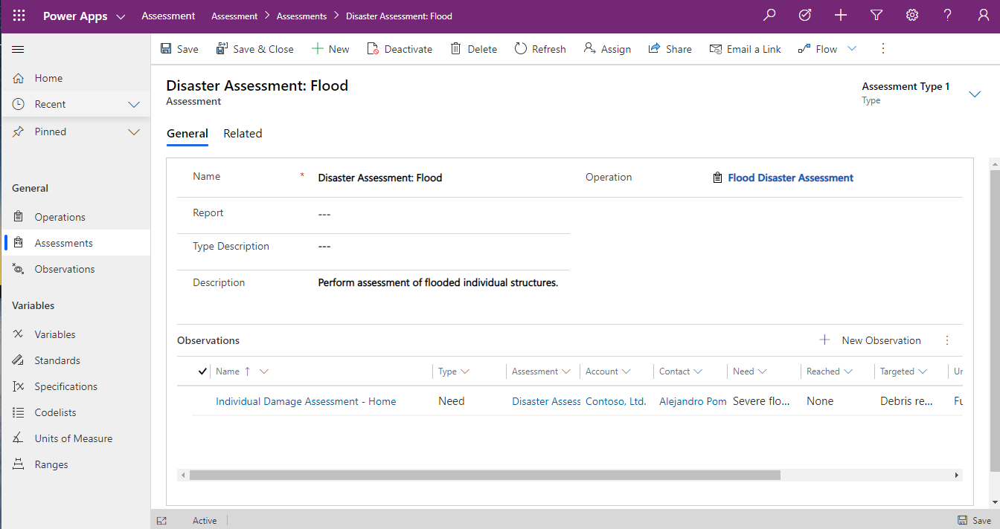 Power Apps Assessment Assessment > Assessments > Disaster Assessment: Flood ?
Save Save & Close New Deactivate Delete Refresh Assign Share Email a Link Flow
Home
Recent
Pinned
General
Operations
Assessments
Observations
Variables
Variables
Standards
Specifications
Codelists
Units of Measure
Ranges
Disaster Assessment: Flood
Assessment
Assessment Type 1
Type
General Related
Name * Disaster Assessment: Flood Operation Flood Disaster Assessment
Report ---
Type Description ---
Description Perform assessment of flooded individual structures.
Observations New Observation
Name ↑ Type Assessment Account Contact Need Reached Targeted Ur
Individual Damage Assessment - Home Need Disaster Assess Contoso, Ltd. Alejandro Pom Severe flo... None Debris re... Fu
Active Save